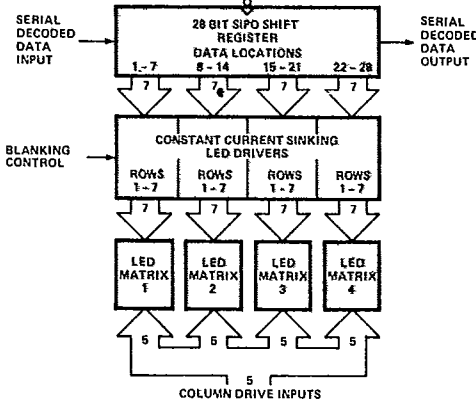 SERIAL
DECODED
DATA
INPUT
28 BIT SIPO SHIFT
REGISTER
DATA LOCATIONS
1-7 8-14 15-21 22-28
SERIAL
DECODED
DATA
OUTPUT
7 7 7 7
BLANKING
CONTROL
CONSTANT CURRENT SINKING
LED DRIVERS
ROWS ROWS ROWS ROWS
1-7 1-7 1-7 1-7
7 7 7 7
LED LED LED LED
MATRIX MATRIX MATRIX MATRIX
1 2 3 4
5 5 5 5
5
COLUMN DRIVE INPUTS